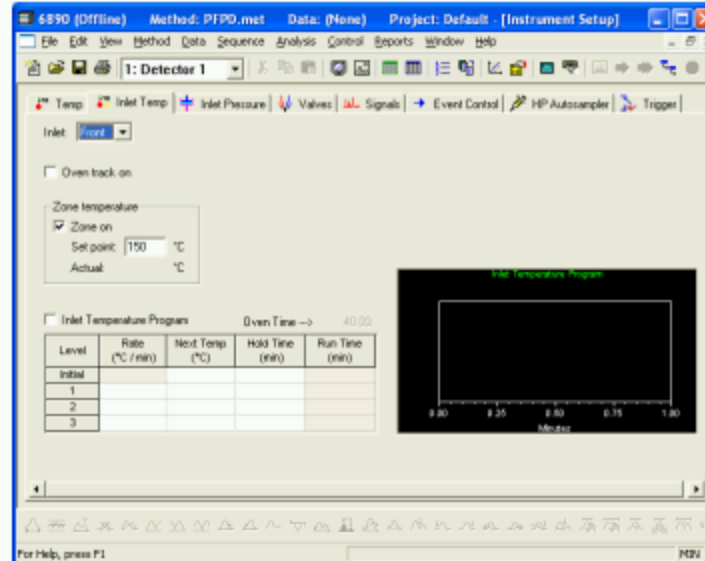 6890 (Offline) Method: PFPD.met Data: (None) Project: Default - [Instrument Setup]
File Edit View Method Data Sequence Analysis Control Reports Window Help
1: Detector 1
Temp Inlet Temp Inlet Pressure Valves Signals Event Control HP Autosampler Trigger
Inlet: Front
Oven track on
Zone temperature
Zone on
Set point: 150 °C
Actual: °C
Inlet Temperature Program Oven Time --> 40.00
Level Rate (°C / min) Next Temp (°C) Hold Time (min) Run Time (min)
Initial
1
2
3
Inlet Temperature Program
0.00 0.25 0.50 0.75 1.00
Minutes
For Help, press F1
MIN